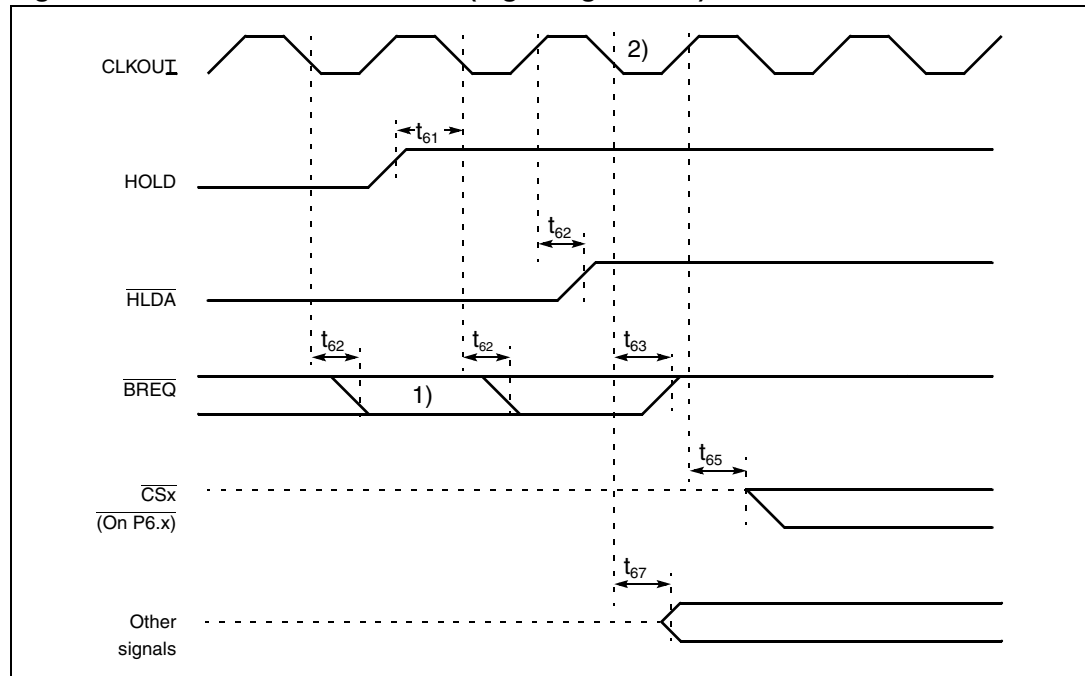 CLKOUT
2)
t61
HOLD
t62
HLDA
t62
t62
t63
BREQ
1)
t65
CSx
(On P6.x)
t67
Other
signals